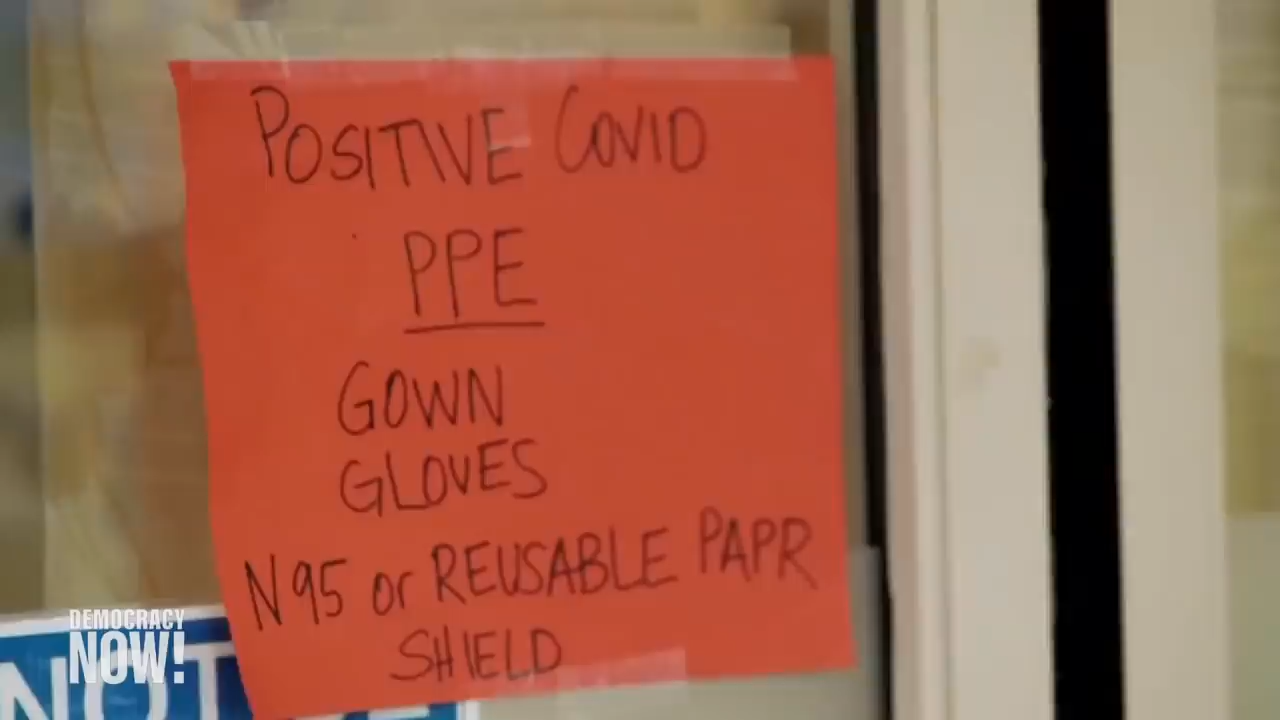 POSITIVE COVID
PPE
GOWN
GLOVES
N95 or REUSABLE PAPR
SHIELD
DEMOCRACY
NOW!